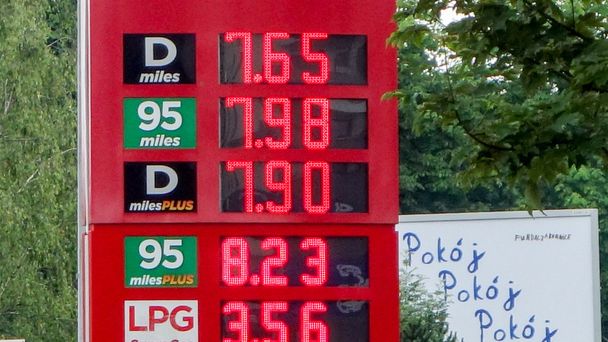 D
miles
7.65
95
miles
7.98
D
milesPLUS
7.90
95
milesPLUS
8.23
LPG
3.56
Pokój
Pokój
Pokój